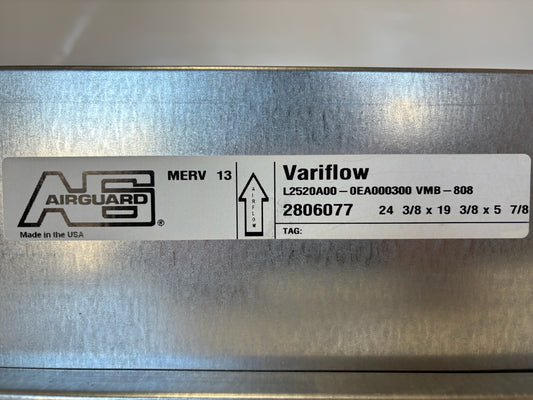 AG
AIRGUARD®
Made in the USA
MERV 13
AIRFLOW
Variflow
L2520A00-0EA000300 VMB-808
2806077 24 3/8 x 19 3/8 x 5 7/8
TAG: